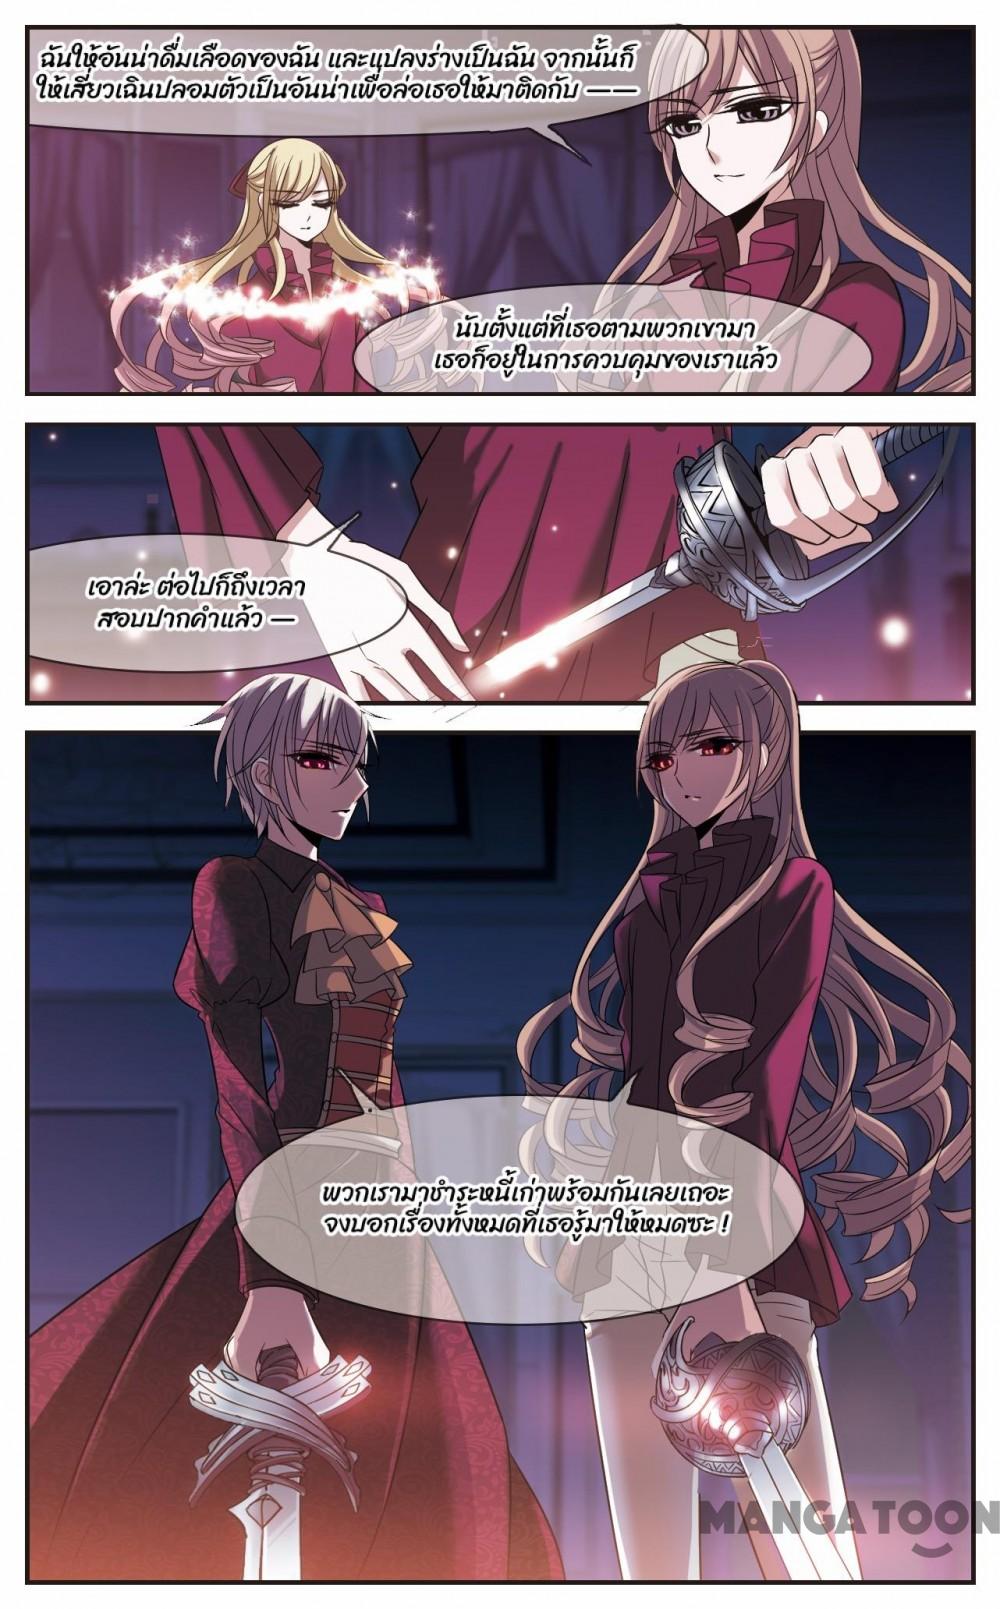 ฉันให้อันน่าดื่มเลือดของฉัน และแปลงร่างเป็นฉัน จากนั้นก็
ให้เสี่ยวเฉินปลอมตัวเป็นอันน่าเพื่อล่อเธอให้มาติดกับ ——
นับตั้งแต่ที่เธอตามพวกเขามา
เธอก็อยู่ในการควบคุมของเราแล้ว
เอาล่ะ ต่อไปก็ถึงเวลา
สอบปากคำแล้ว —
พวกเรามาชำระหนี้เก่าพร้อมกันเลยเถอะ
จงบอกเรื่องทั้งหมดที่เธอรู้มาให้หมดซะ !
MANGATOON